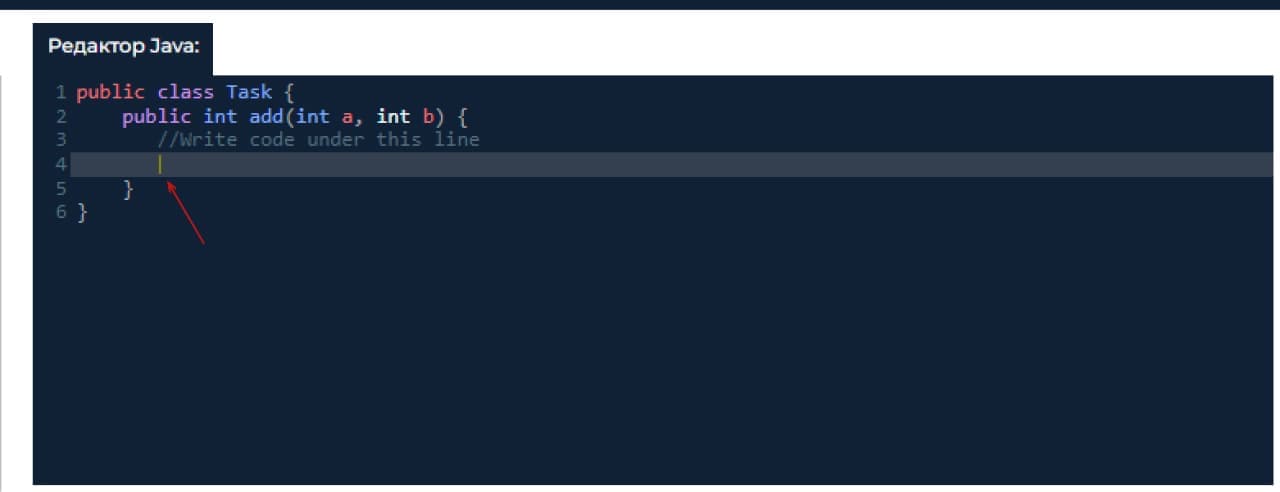 Редактор Java:
1 public class Task {
2     public int add(int a, int b) {
3        //Write code under this line
4
5     }
6 }